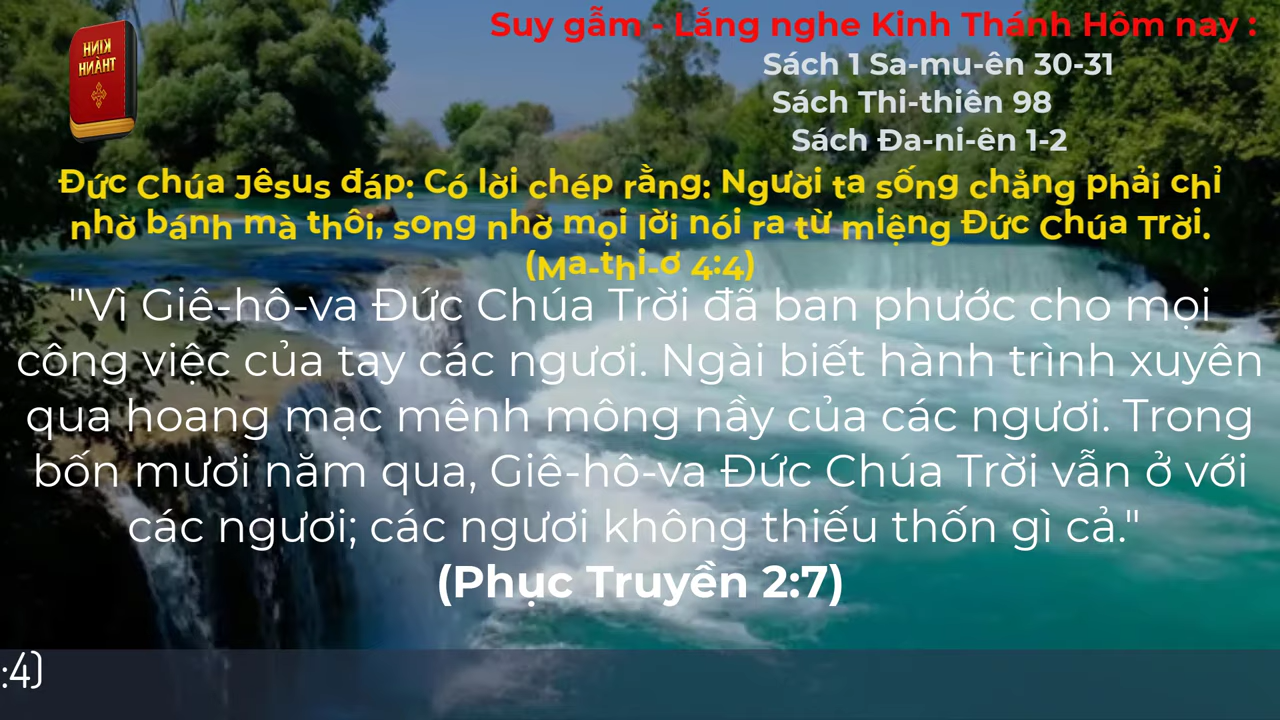 KINH
THÁNH
Suy gẫm - Lắng nghe Kinh Thánh Hôm nay :
Sách 1 Sa-mu-ên 30-31
Sách Thi-thiên 98
Sách Đa-ni-ên 1-2
Đức Chúa Jêsus đáp: Có lời chép rằng: Người ta sống chẳng phải chỉ
nhờ bánh mà thôi, song nhờ mọi lời nói ra từ miệng Đức Chúa Trời.
(Ma-thi-ơ 4:4)
"Vì Giê-hô-va Đức Chúa Trời đã ban phước cho mọi
công việc của tay các ngươi. Ngài biết hành trình xuyên
qua hoang mạc mênh mông nầy của các ngươi. Trong
bốn mươi năm qua, Giê-hô-va Đức Chúa Trời vẫn ở với
các ngươi; các ngươi không thiếu thốn gì cả."
(Phục Truyền 2:7)
:4)